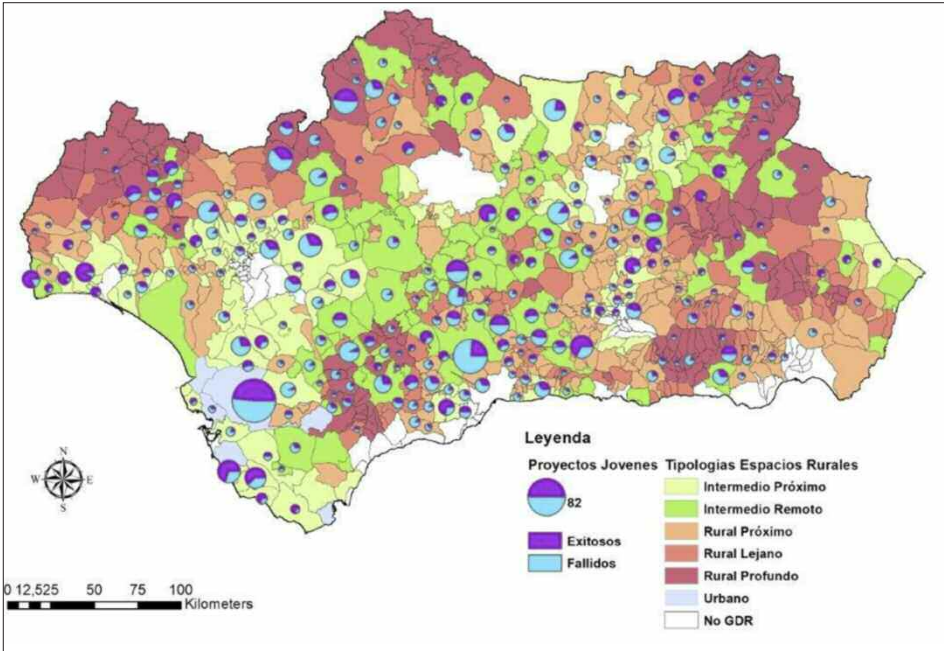 N
W E
S
0 12,525 50 75 100
Kilometers
Leyenda
Proyectos Jovenes
82
Exitosos
Fallidos
Tipologias Espacios Rurales
Intermedio Próximo
Intermedio Remoto
Rural Próximo
Rural Lejano
Rural Profundo
Urbano
No GDR